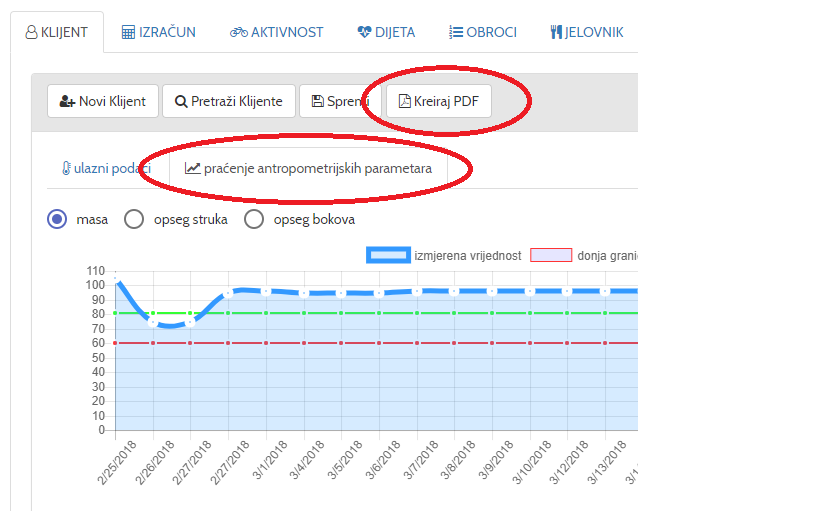 KLIJENT IZRAČUN AKTIVNOST DIJETA OBROCI JELOVNIK
Novi Klijent Pretraži Klijente Spremi Kreiraj PDF
ulazni podaci praćenje antropometrijskih parametara
masa opseg struka opseg bokova
izmjerena vrijednost donja
110
100
90
80
70
60
50
40
30
20
10
0
2/25/2018 2/26/2018 2/27/2018 2/27/2018 3/1/2018 3/4/2018 3/5/2018 3/6/2018 3/7/2018 3/8/2018 3/9/2018 3/10/2018 3/12/2018 3/13/2018